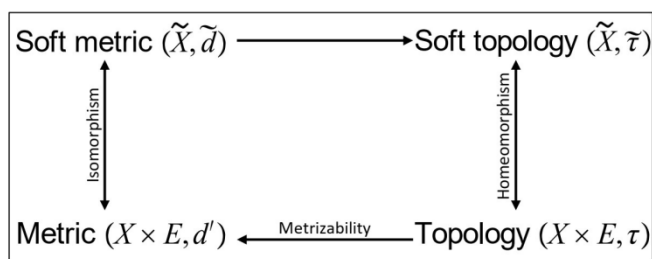 Soft metric (X̃, d̃)
Soft topology (X̃, τ̃)
Isomorphism
Homeomorphism
Metric (X × E, d′)
Metrizability
Topology (X × E, τ)